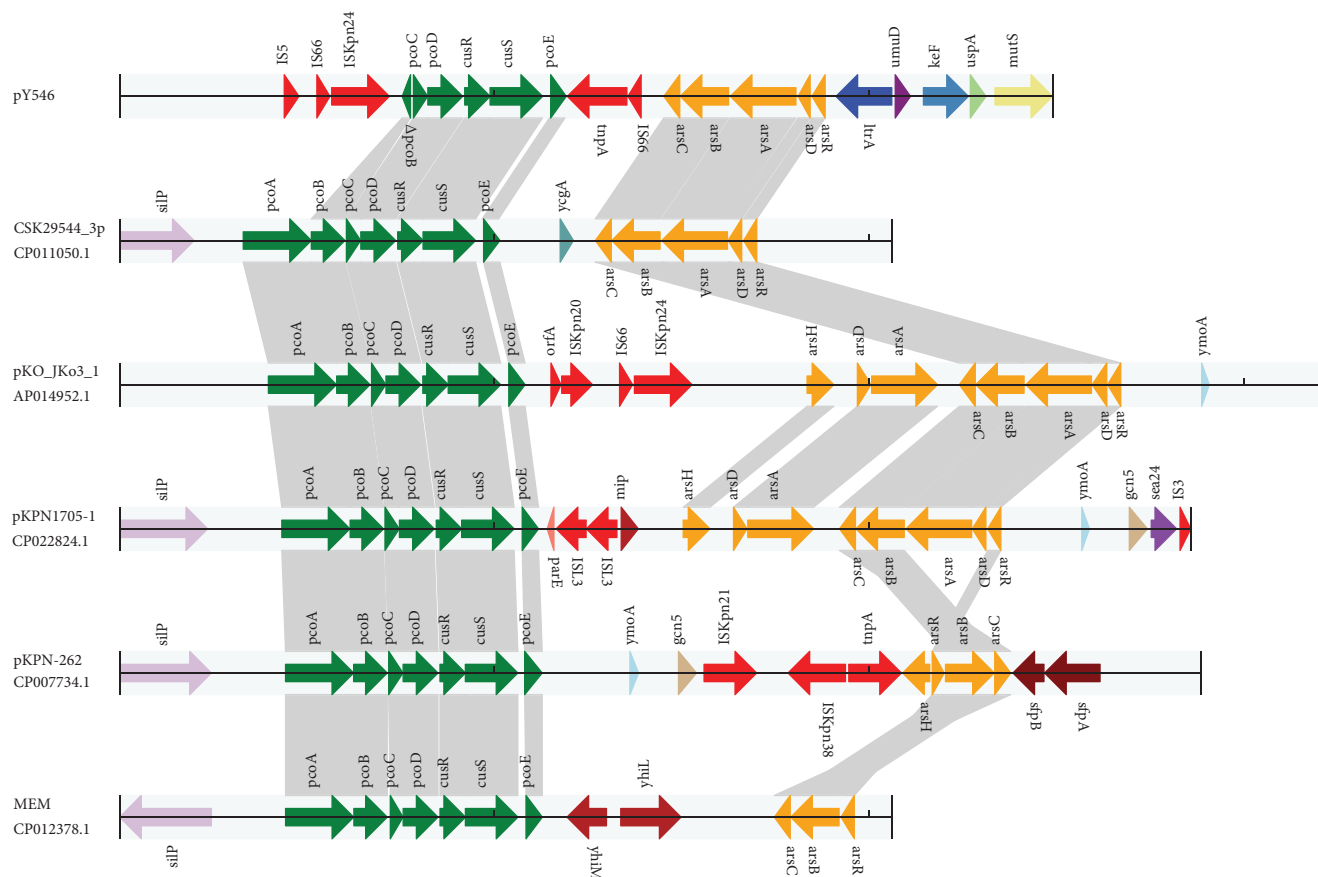 IS5 IS66 ISKpn24 pcoC pcoD cusR cusS pcoE umuD keF uspA mutS
pY546
ΔpcoB tnpA IS66 arsC arsB arsA arsD arsR ltrA
silP pcoA pcoB pcoC pcoD cusR cusS pcoE ycgA
CSK29544_3p
CP011050.1
arsC arsB arsA arsD arsR
pcoA pcoB pcoC pcoD cusR cusS pcoE orfA ISKpn20 IS66 ISKpn24 arsH arsD arsA ymoA
pKO_JKo3_1
AP014952.1
arsC arsB arsA arsD arsR
silP pcoA pcoB pcoC pcoD cusR cusS pcoE mip arsH arsD arsA ymoA gcn5 sea24 IS3
pKPN1705-1
CP022824.1
parE ISL3 ISL3 arsC arsB arsA arsD arsR
silP pcoA pcoB pcoC pcoD cusR cusS pcoE ymoA gcn5 ISKpn21 tnpA arsR arsB arsC
pKPN-262
CP007734.1
ISKpn38 arsH sfpB sfpA
pcoA pcoB pcoC pcoD cusR cusS pcoE yhiL
MEM
CP012378.1
silP arsC arsB arsR